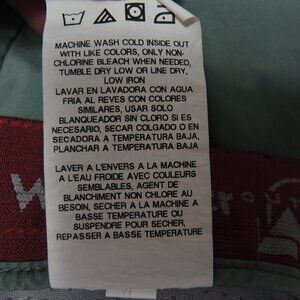 MACHINE WASH COLD INSIDE OUT
WITH LIKE COLORS, ONLY NON-
CHLORINE BLEACH WHEN NEEDED,
TUMBLE DRY LOW OR LINE DRY,
LOW IRON
LAVAR EN LAVADORA CON AGUA
FRIA AL REVES CON COLORES
SIMILARES, USAR SOLO
BLANQUEADOR SIN CLORO SI ES
NECESARIO, SECAR COLGADO O EN
SECADORA A TEMPERATURA BAJA,
PLANCHAR A TEMPERATURA BAJA
LAVER A L'ENVERS A LA MACHINE
A L'EAU FROIDE AVEC COULEURS
SEMBLABLES, AGENT DE
BLANCHIMENT NON CHLORE AU
BESOIN, SECHER A LA MACHINE A
BASSE TEMPERATURE OU
SUSPENDRE POUR SECHER,
REPASSER A BASSE TEMPERATURE